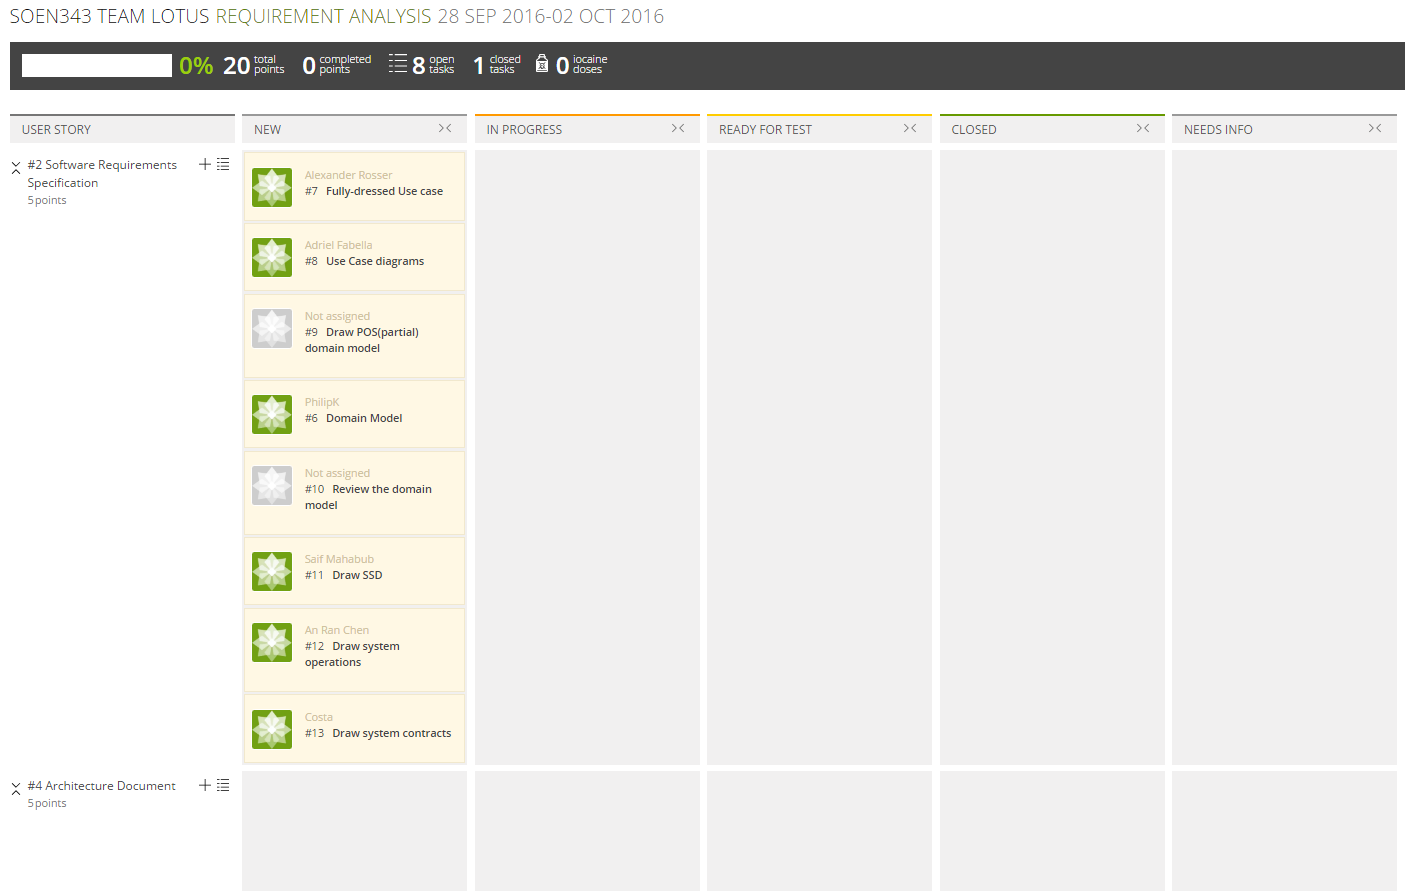 SOEN343 TEAM LOTUS REQUIREMENT ANALYSIS 28 SEP 2016-02 OCT 2016
0% 20 total points 0 completed points 8 open tasks 1 closed tasks 0 iocaine doses
USER STORY NEW IN PROGRESS READY FOR TEST CLOSED NEEDS INFO
#2 Software Requirements
Specification
5 points
Alexander Rosser
#7 Fully-dressed Use case
Adriel Fabella
#8 Use Case diagrams
Not assigned
#9 Draw POS(partial)
domain model
PhilipK
#6 Domain Model
Not assigned
#10 Review the domain
model
Saif Mahabub
#11 Draw SSD
An Ran Chen
#12 Draw system
operations
Costa
#13 Draw system contracts
#4 Architecture Document
5 points